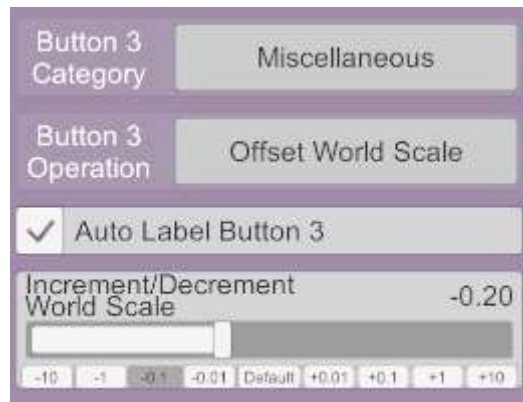 Button 3
Category
Miscellaneous
Button 3
Operation
Offset World Scale
Auto Label Button 3
Increment/Decrement
World Scale
-0.20
-10 -1 -0.1 -0.01 Default +0.01 +0.1 +1 +10